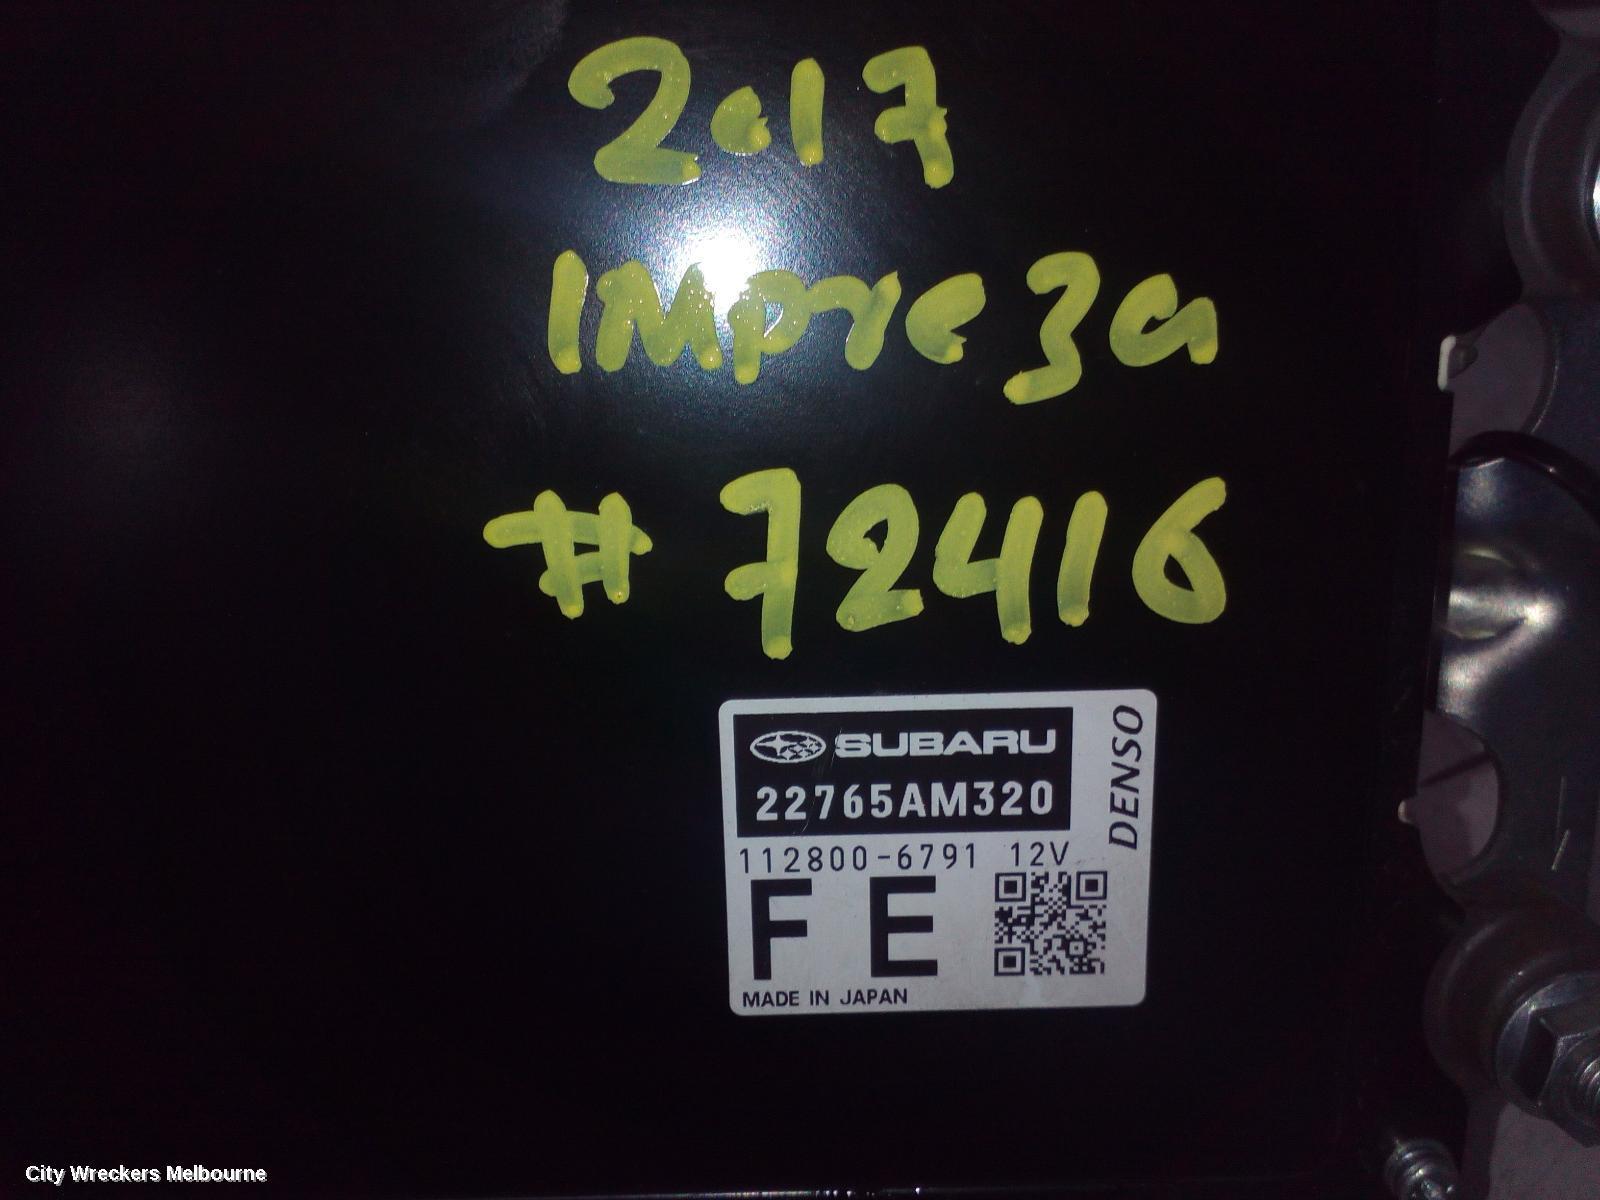 2017
Impreza
# 72416
SUBARU
22765AM320
DENSO
112800-6791 12V
F E
MADE IN JAPAN
City Wreckers Melbourne